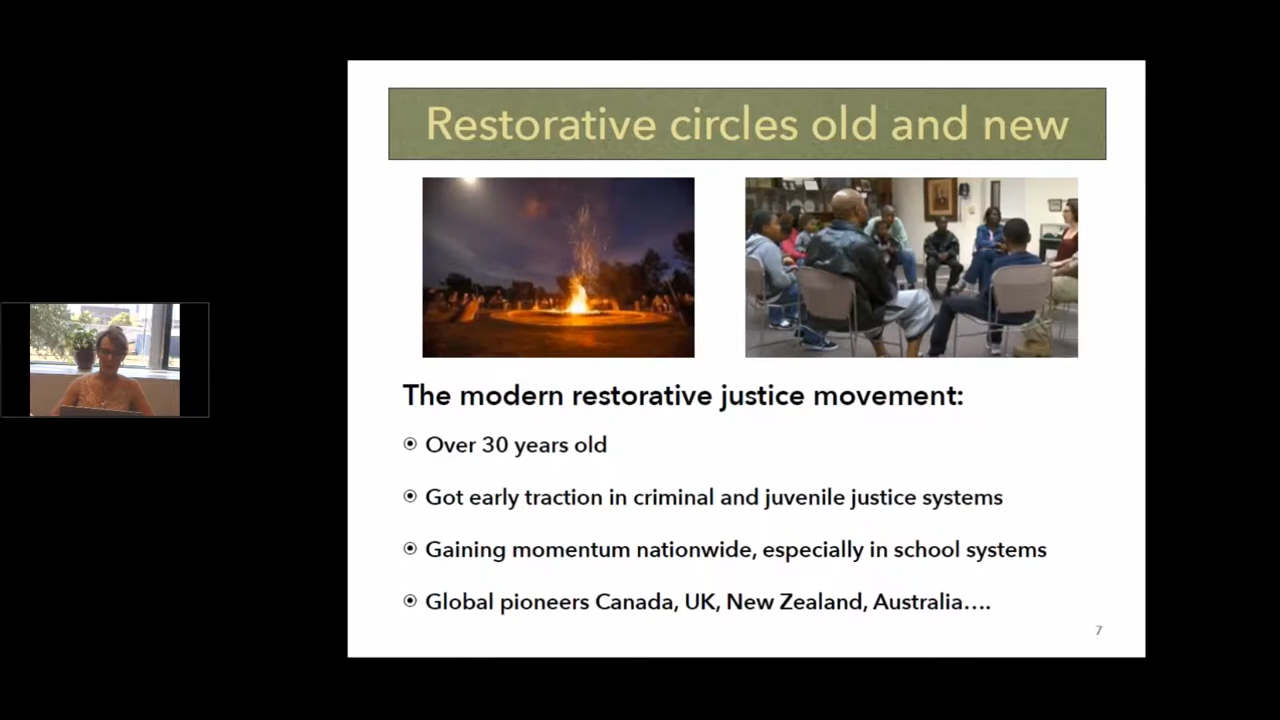 Restorative circles old and new
The modern restorative justice movement:
Over 30 years old
Got early traction in criminal and juvenile justice systems
Gaining momentum nationwide, especially in school systems
Global pioneers Canada, UK, New Zealand, Australia….
7